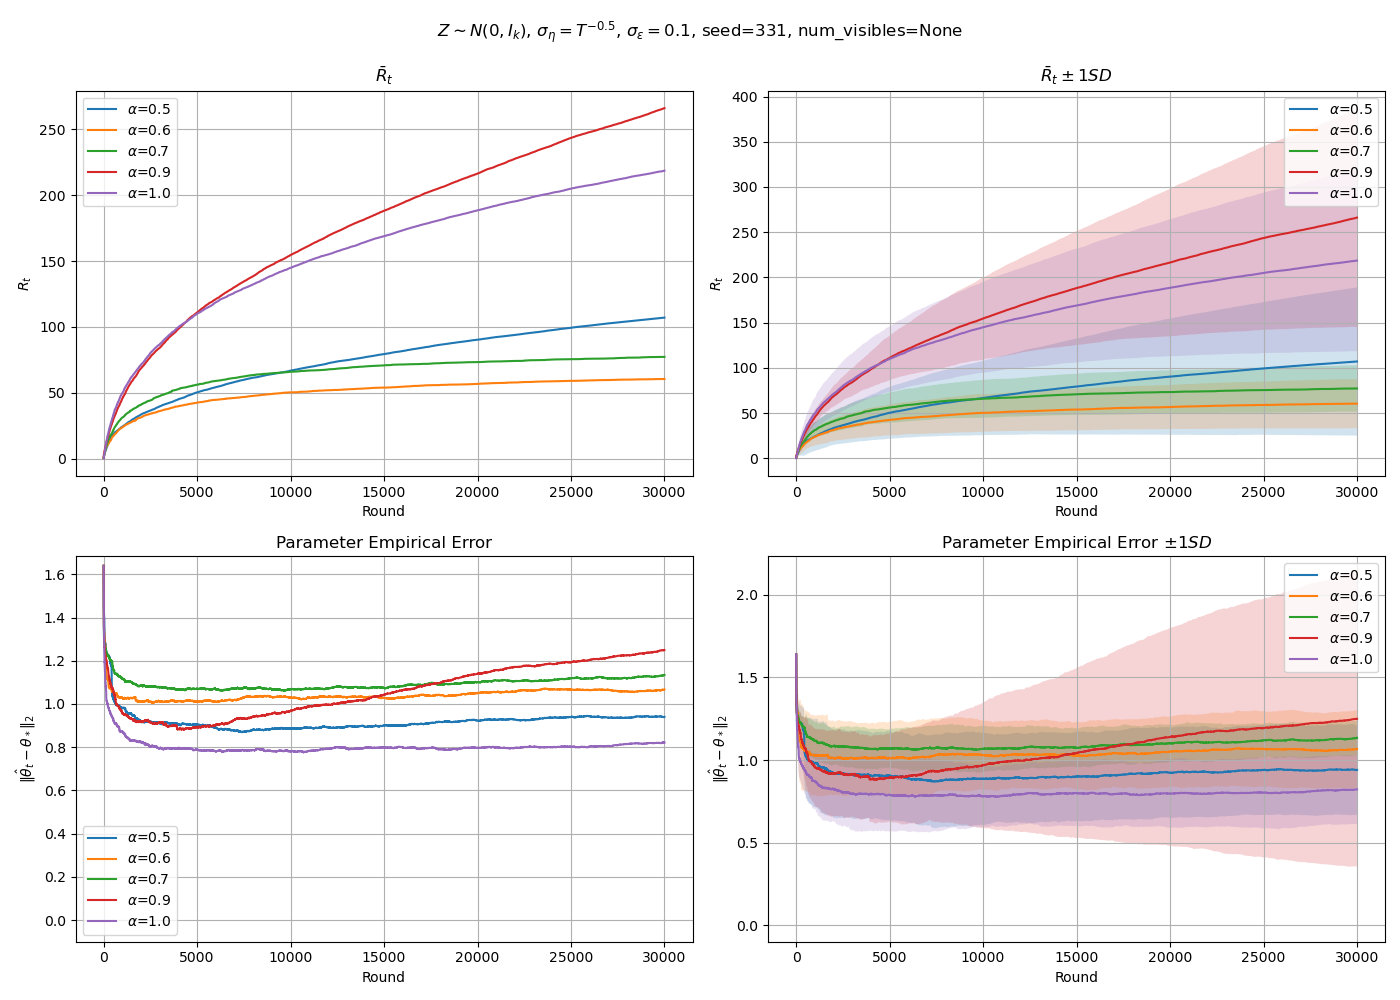 Z ~ N(0, I_k), σ_η = T^{-0.5}, σ_ε = 0.1, seed=331, num_visibles=None
R̄_t
R_t
250
200
150
100
50
0
α=0.5
α=0.6
α=0.7
α=0.9
α=1.0
0 5000 10000 15000 20000 25000 30000
Round
R̄_t ± 1SD
R_t
400
350
300
250
200
150
100
50
0
α=0.5
α=0.6
α=0.7
α=0.9
α=1.0
0 5000 10000 15000 20000 25000 30000
Round
Parameter Empirical Error
‖θ̂_t − θ_*‖_2
1.6
1.4
1.2
1.0
0.8
0.6
0.4
0.2
0.0
α=0.5
α=0.6
α=0.7
α=0.9
α=1.0
0 5000 10000 15000 20000 25000 30000
Round
Parameter Empirical Error ±1SD
‖θ̂_t − θ_*‖_2
2.0
1.5
1.0
0.5
0.0
α=0.5
α=0.6
α=0.7
α=0.9
α=1.0
0 5000 10000 15000 20000 25000 30000
Round